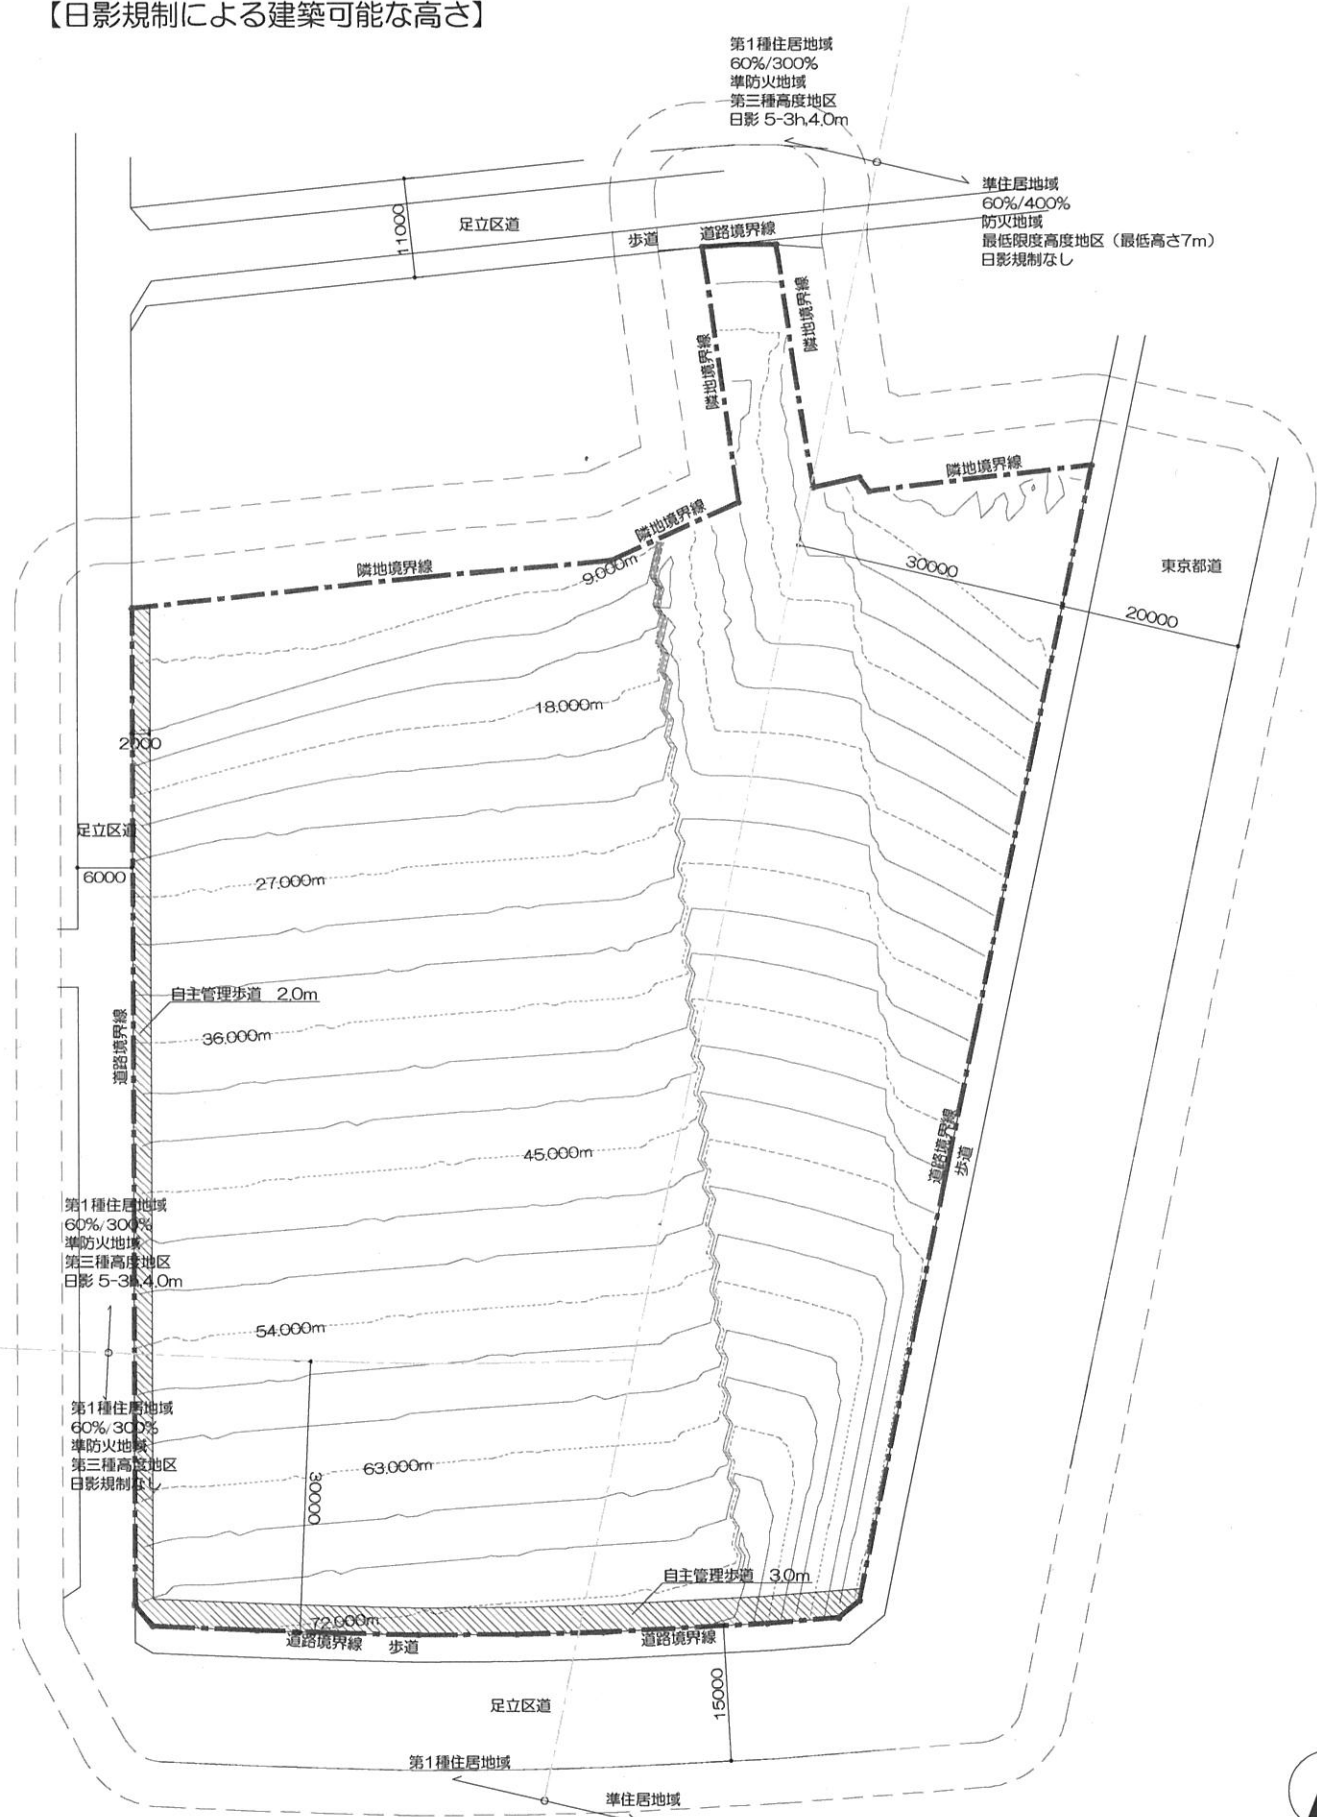 【日影規制による建築可能な高さ】
第1種住居地域
60%/300%
準防火地域
第三種高度地区
日影 5-3h,4.0m
準住居地域
60%/400%
防火地域
最低限度高度地区（最低高さ7m）
日影規制なし
11000
足立区道
歩道
道路境界線
隣地境界線
隣地境界線
隣地境界線
隣地境界線
隣地境界線
9.000m
30000
東京都道
20000
18.000m
2000
足立区道
6000
27.000m
自主管理歩道 2.0m
36.000m
道路境界線
45.000m
道路境界線
歩道
第1種住居地域
60%/300%
準防火地域
第三種高度地区
日影 5-3h,4.0m
54.000m
第1種住居地域
60%/300%
準防火地域
第三種高度地区
日影規制なし
63.000m
30000
自主管理歩道 3.0m
72.000m
道路境界線
歩道
道路境界線
15000
足立区道
第1種住居地域
準住居地域